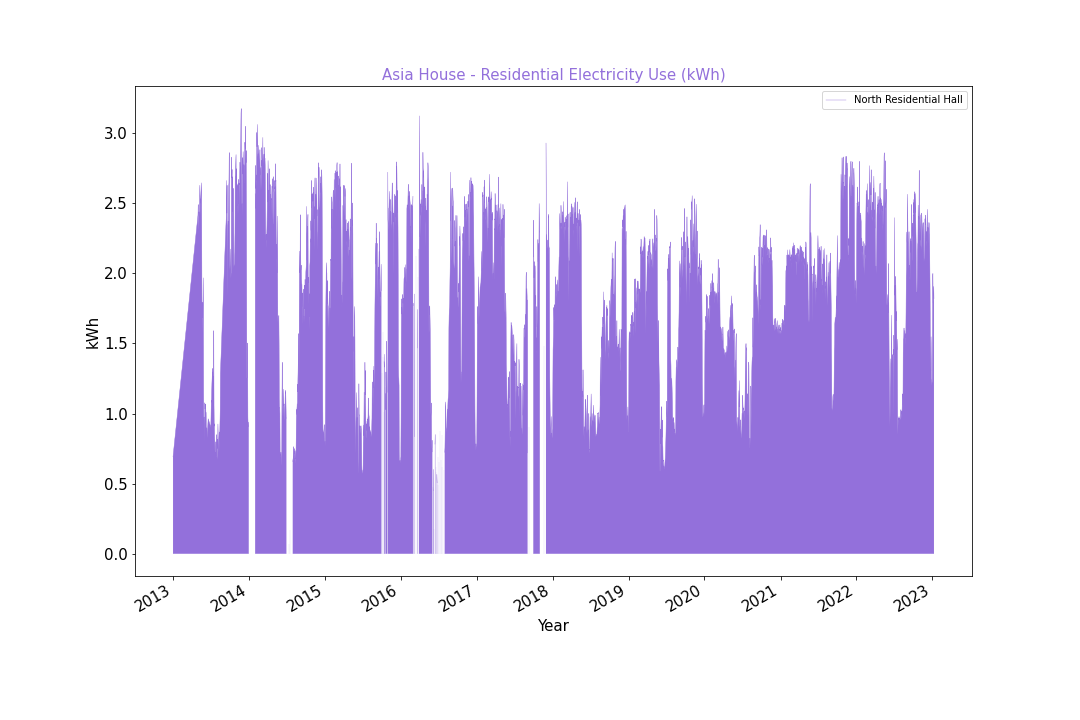 Asia House - Residential Electricity Use (kWh)
North Residential Hall
3.0
2.5
2.0
1.5
1.0
0.5
0.0
kWh
2013 2014 2015 2016 2017 2018 2019 2020 2021 2022 2023
Year